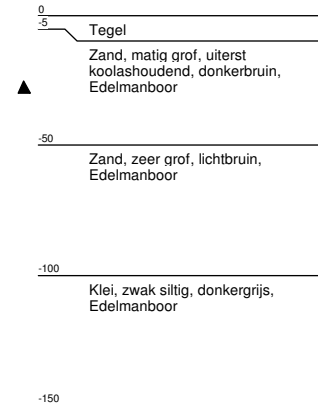 0
-5
Tegel
Zand, matig grof, uiterst
koolashoudend, donkerbruin,
Edelmanboor
-50
Zand, zeer grof, lichtbruin,
Edelmanboor
-100
Klei, zwak siltig, donkergrijs,
Edelmanboor
-150